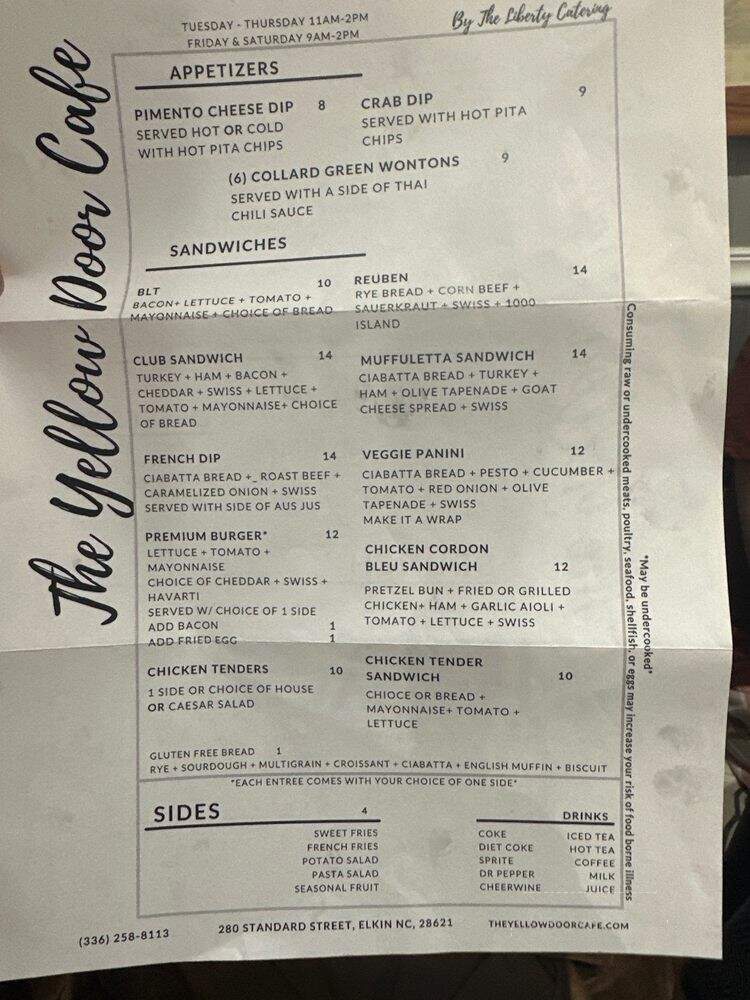 The Yellow Door Cafe
TUESDAY - THURSDAY 11AM-2PM
FRIDAY & SATURDAY 9AM-2PM
By The Liberty Catering
APPETIZERS
PIMENTO CHEESE DIP 8
SERVED HOT OR COLD
WITH HOT PITA CHIPS
CRAB DIP 9
SERVED WITH HOT PITA
CHIPS
(6) COLLARD GREEN WONTONS 9
SERVED WITH A SIDE OF THAI
CHILI SAUCE
SANDWICHES
BLT 10
BACON+ LETTUCE + TOMATO +
MAYONNAISE + CHOICE OF BREAD
REUBEN 14
RYE BREAD + CORN BEEF +
SAUERKRAUT + SWISS + 1000
ISLAND
CLUB SANDWICH 14
TURKEY + HAM + BACON +
CHEDDAR + SWISS + LETTUCE +
TOMATO + MAYONNAISE+ CHOICE
OF BREAD
MUFFULETTA SANDWICH 14
CIABATTA BREAD + TURKEY +
HAM + OLIVE TAPENADE + GOAT
CHEESE SPREAD + SWISS
FRENCH DIP 14
CIABATTA BREAD +_ ROAST BEEF +
CARAMELIZED ONION + SWISS
SERVED WITH SIDE OF AUS JUS
VEGGIE PANINI 12
CIABATTA BREAD + PESTO + CUCUMBER +
TOMATO + RED ONION + OLIVE
TAPENADE + SWISS
MAKE IT A WRAP
PREMIUM BURGER* 12
LETTUCE + TOMATO +
MAYONNAISE
CHOICE OF CHEDDAR + SWISS +
HAVARTI
SERVED W/ CHOICE OF 1 SIDE
ADD BACON 1
ADD FRIED EGG 1
CHICKEN CORDON
BLEU SANDWICH 12
PRETZEL BUN + FRIED OR GRILLED
CHICKEN+ HAM + GARLIC AIOLI +
TOMATO + LETTUCE + SWISS
CHICKEN TENDERS 10
1 SIDE OR CHOICE OF HOUSE
OR CAESAR SALAD
CHICKEN TENDER
SANDWICH 10
CHIOCE OR BREAD +
MAYONNAISE+ TOMATO +
LETTUCE
GLUTEN FREE BREAD 1
RYE + SOURDOUGH + MULTIGRAIN + CROISSANT + CIABATTA + ENGLISH MUFFIN + BISCUIT
*EACH ENTREE COMES WITH YOUR CHOICE OF ONE SIDE*
SIDES 4
SWEET FRIES
FRENCH FRIES
POTATO SALAD
PASTA SALAD
SEASONAL FRUIT
DRINKS
COKE
DIET COKE
SPRITE
DR PEPPER
CHEERWINE
ICED TEA
HOT TEA
COFFEE
MILK
JUICE
*May be undercooked*
Consuming raw or undercooked meats, poultry, seafood, shellfish, or eggs may increase your risk of food borne illness
(336) 258-8113
280 STANDARD STREET, ELKIN NC, 28621
THEYELLOWDOORCAFE.COM